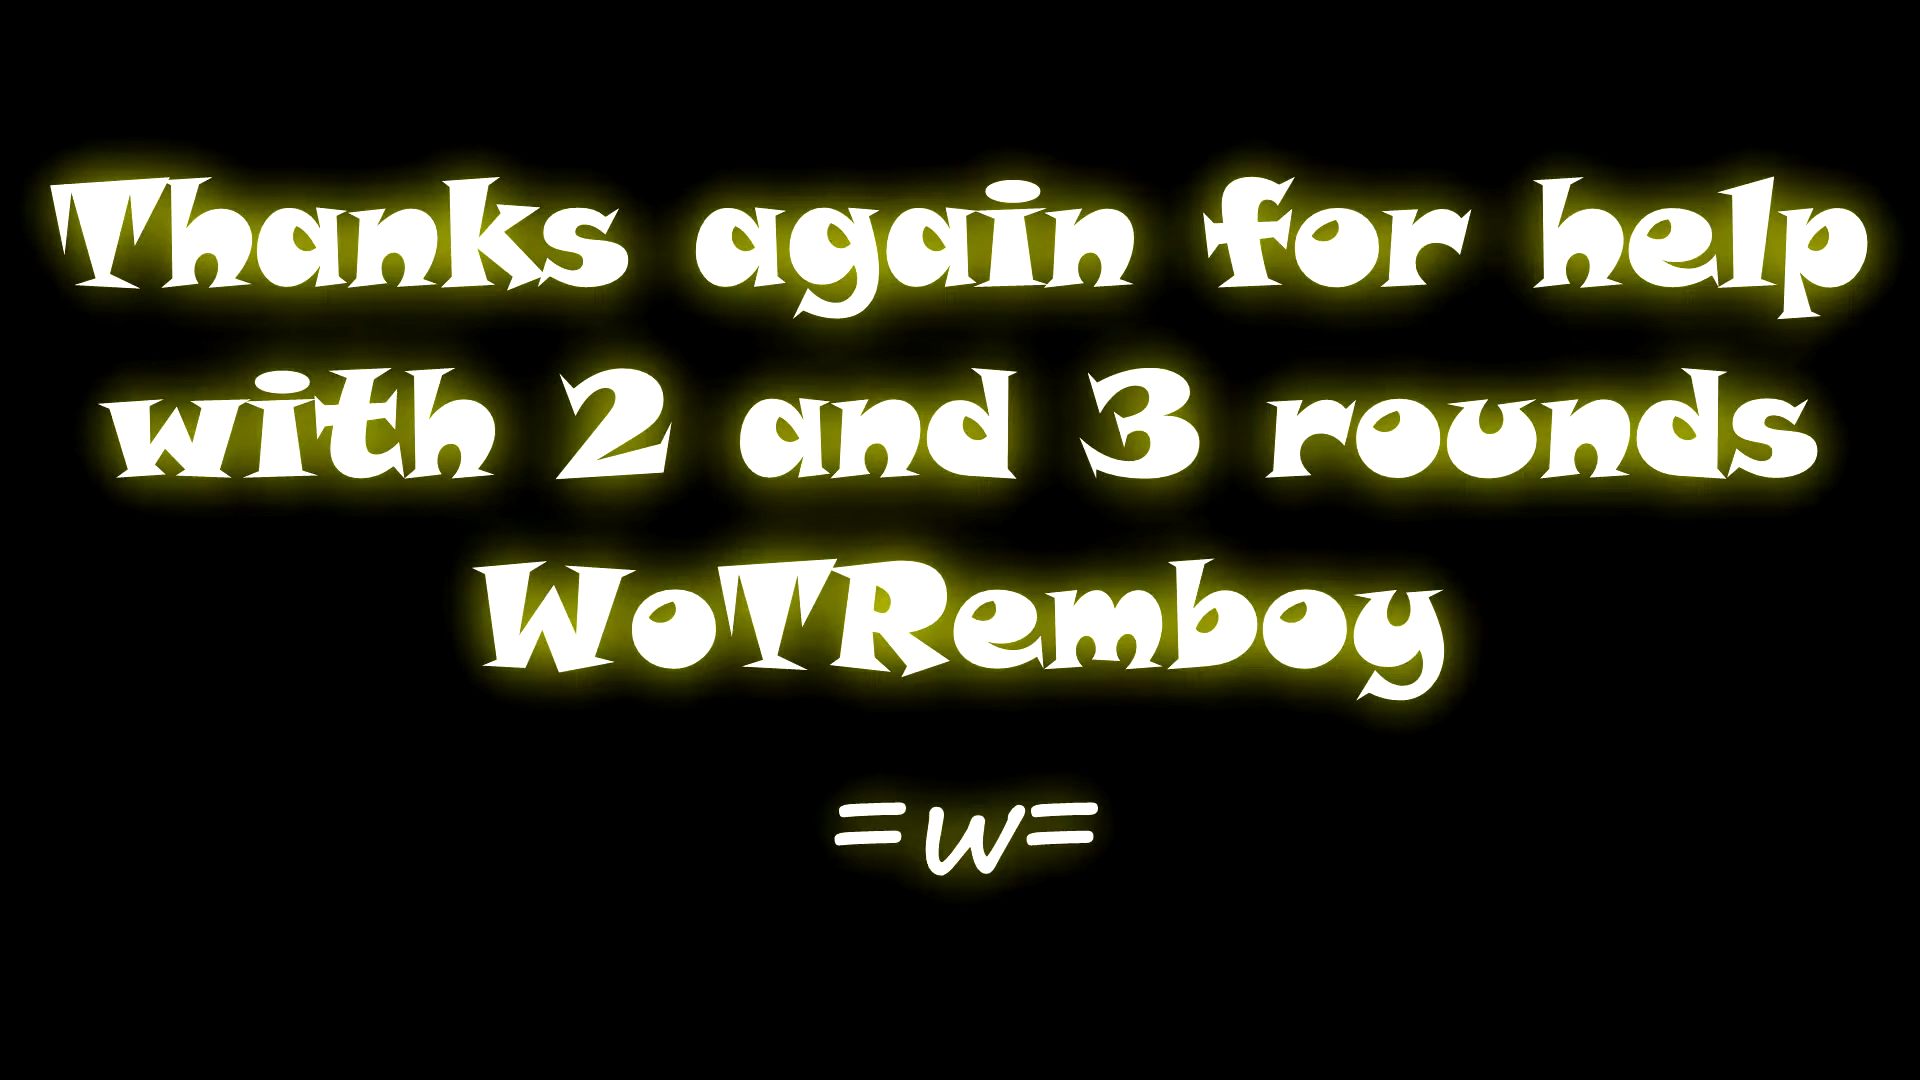 Thanks again for help
with 2 and 3 rounds
WoTRemboy
=w=